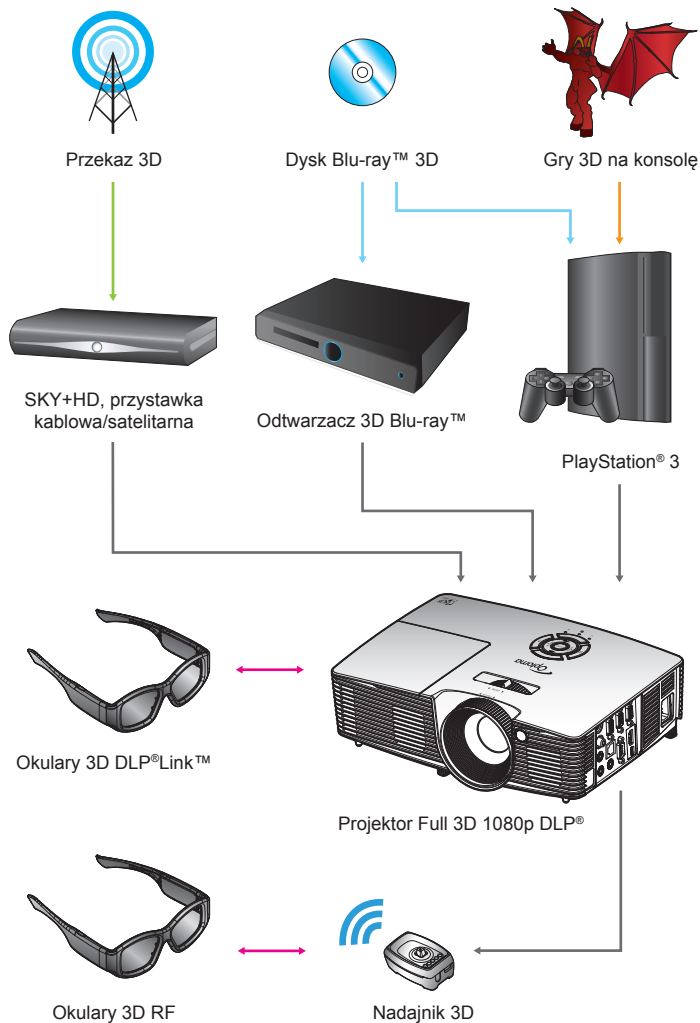 Przekaz 3D
Dysk Blu-ray™ 3D
Gry 3D na konsolę
SKY+HD, przystawka
kablowa/satelitarna
Odtwarzacz 3D Blu-ray™
PlayStation® 3
Optoma
Okulary 3D DLP®Link™
Projektor Full 3D 1080p DLP®
Okulary 3D RF
Nadajnik 3D